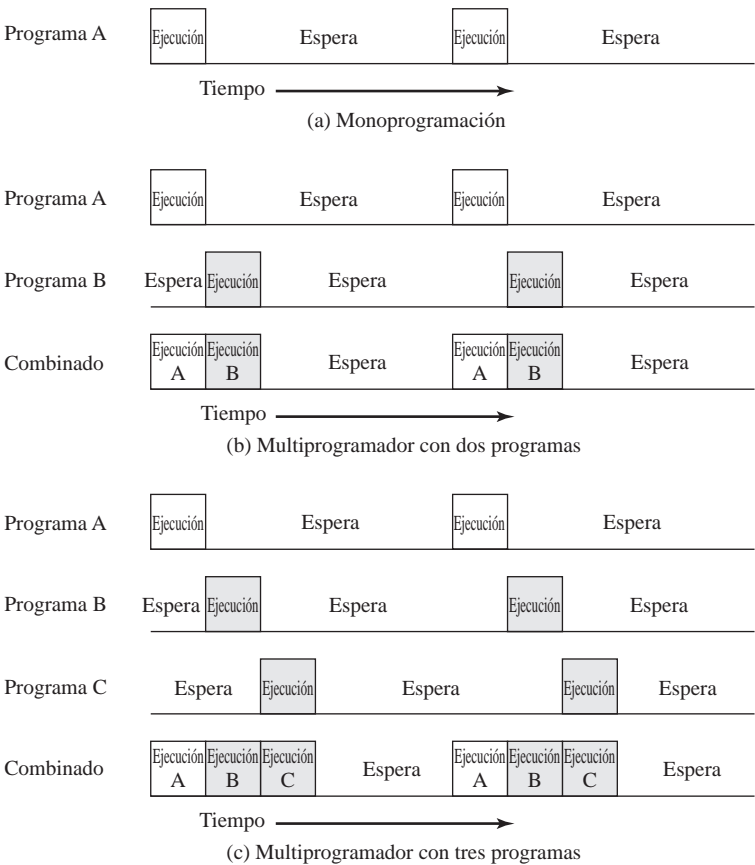 Programa A Ejecución Espera Ejecución Espera
Tiempo
(a) Monoprogramación
Programa A Ejecución Espera Ejecución Espera
Programa B Espera Ejecución Espera Ejecución Espera
Combinado Ejecución A Ejecución B Espera Ejecución A Ejecución B Espera
Tiempo
(b) Multiprogramador con dos programas
Programa A Ejecución Espera Ejecución Espera
Programa B Espera Ejecución Espera Ejecución Espera
Programa C Espera Ejecución Espera Ejecución Espera
Combinado Ejecución A Ejecución B Ejecución C Espera Ejecución A Ejecución B Ejecución C Espera
Tiempo
(c) Multiprogramador con tres programas